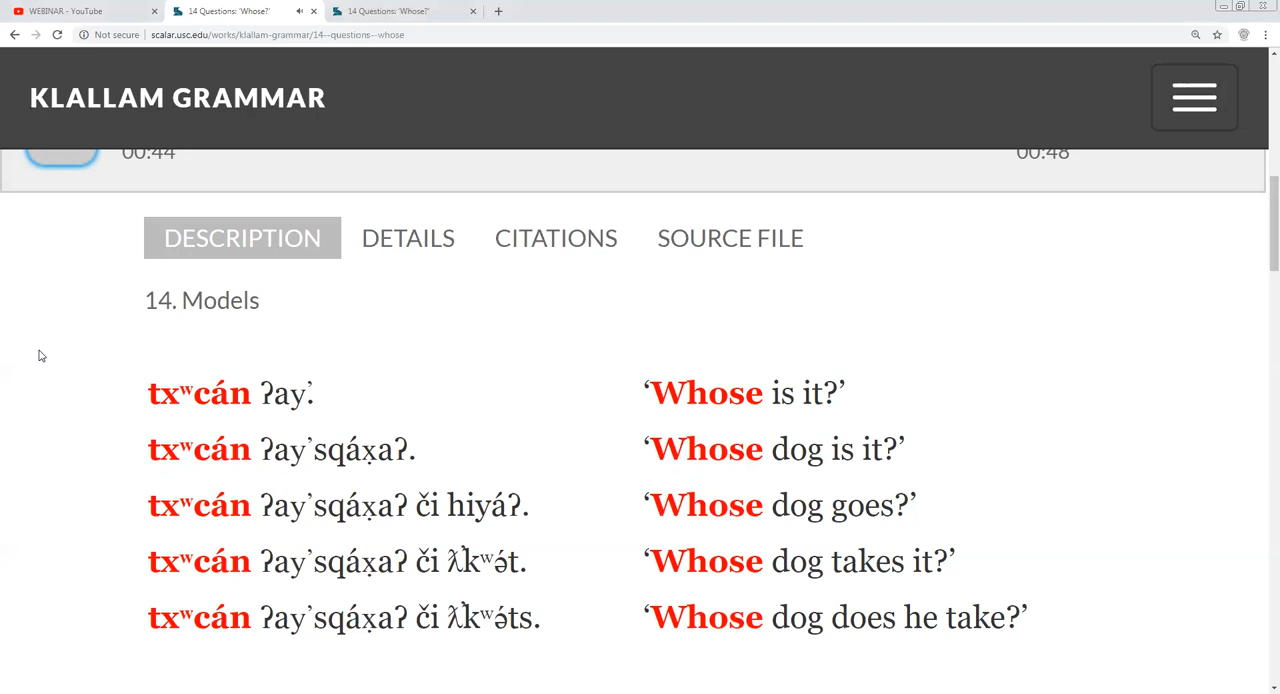 WEBINAR - YouTube
14 Questions: 'Whose?'
14 Questions: 'Whose?'
Not secure | scalar.usc.edu/works/klallam-grammar/14--questions--whose
KLALLAM GRAMMAR
00:44 00:48
DESCRIPTION DETAILS CITATIONS SOURCE FILE
14. Models
txʷcán ʔay̓. ‘Whose is it?’
txʷcán ʔay̓sqáx̣aʔ. ‘Whose dog is it?’
txʷcán ʔay̓sqáx̣aʔ či hiyáʔ. ‘Whose dog goes?’
txʷcán ʔay̓sqáx̣aʔ či ƛ̓kʷə́t. ‘Whose dog takes it?’
txʷcán ʔay̓sqáx̣aʔ či ƛ̓kʷə́ts. ‘Whose dog does he take?’